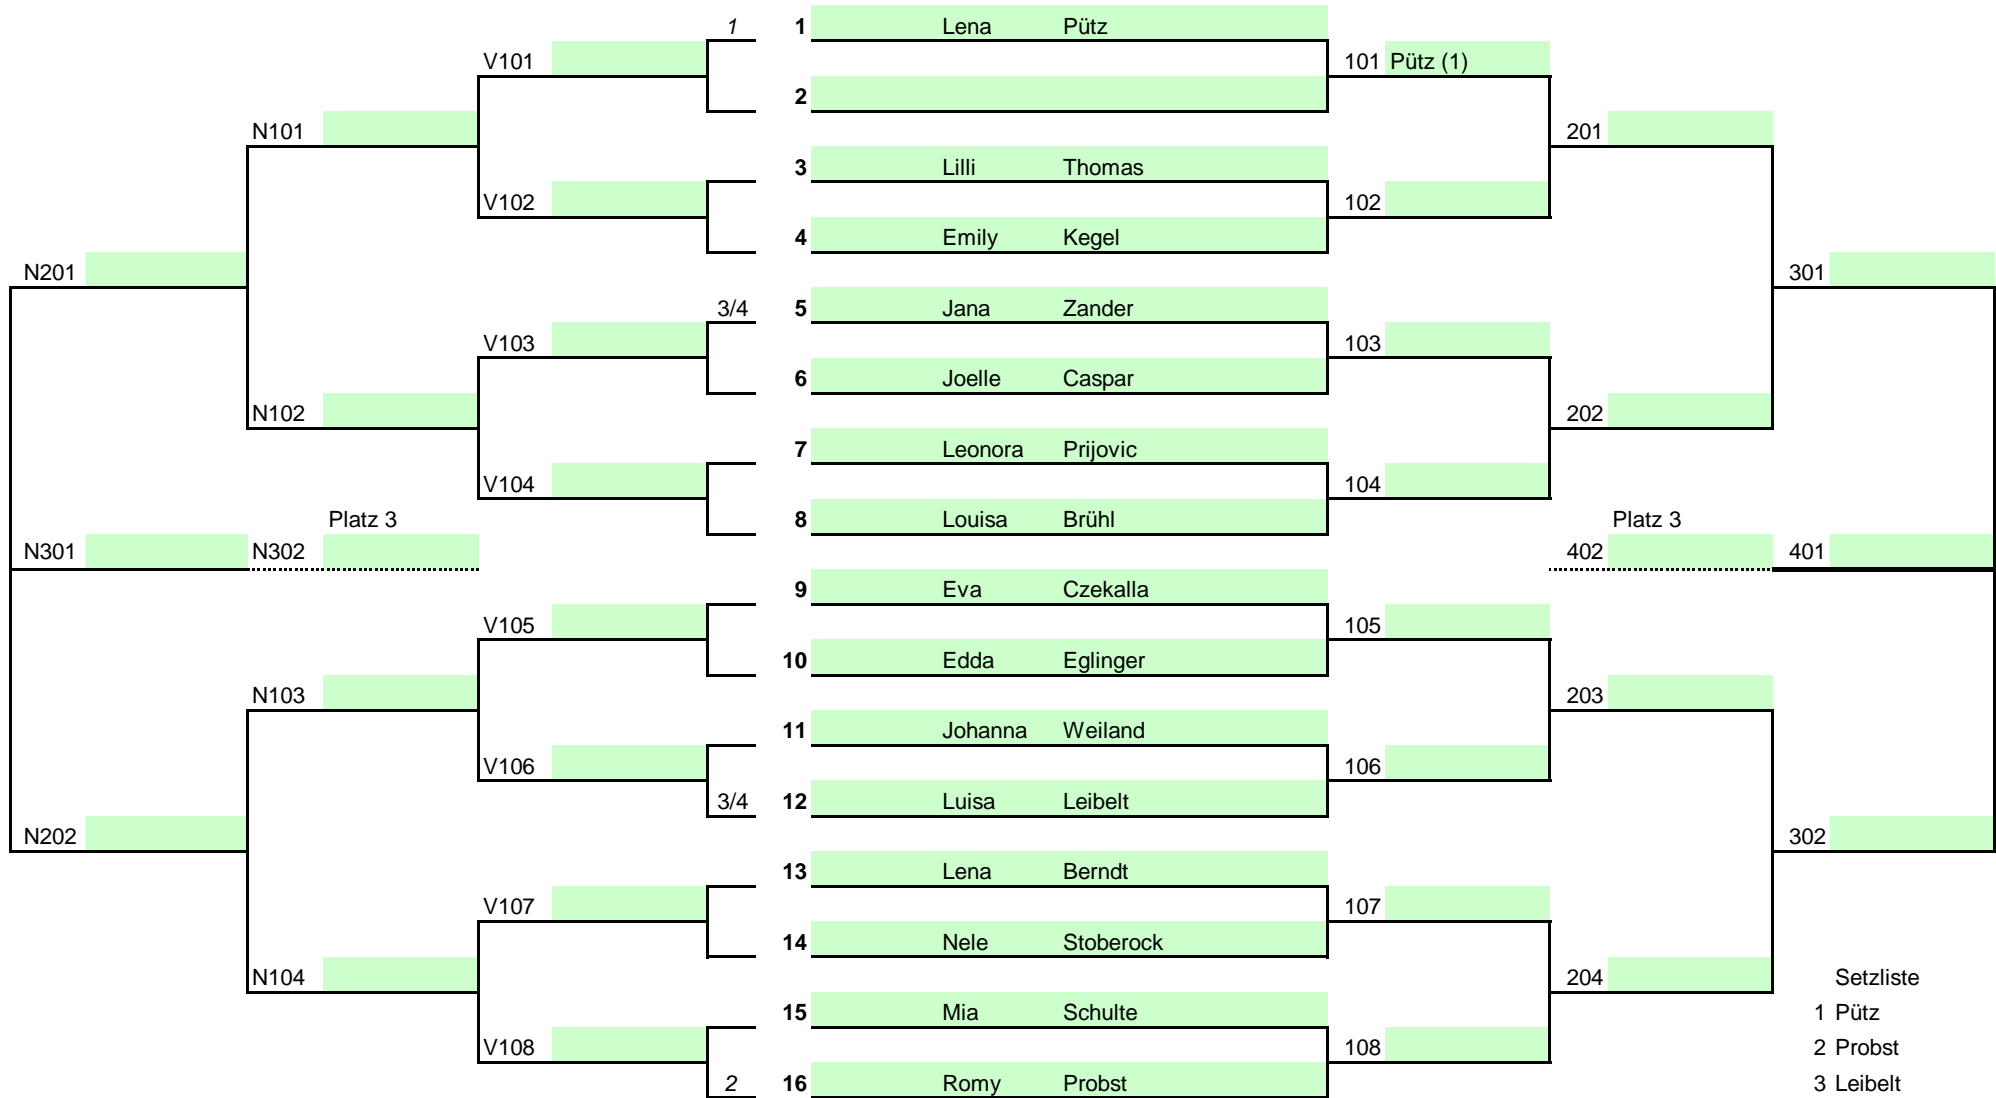 1 1 Lena Pütz
V101 101 Pütz (1)
2
N101 201
3 Lilli Thomas
V102 102
4 Emily Kegel
N201 301
3/4 5 Jana Zander
V103 103
6 Joelle Caspar
N102 202
7 Leonora Prijovic
V104 104
Platz 3 8 Louisa Brühl Platz 3
N301 N302 402 401
9 Eva Czekalla
V105 105
10 Edda Eglinger
N103 203
11 Johanna Weiland
V106 106
3/4 12 Luisa Leibelt
N202 302
13 Lena Berndt
V107 107
14 Nele Stoberock
N104 204 Setzliste
15 Mia Schulte 1 Pütz
V108 108 2 Probst
2 16 Romy Probst 3 Leibelt